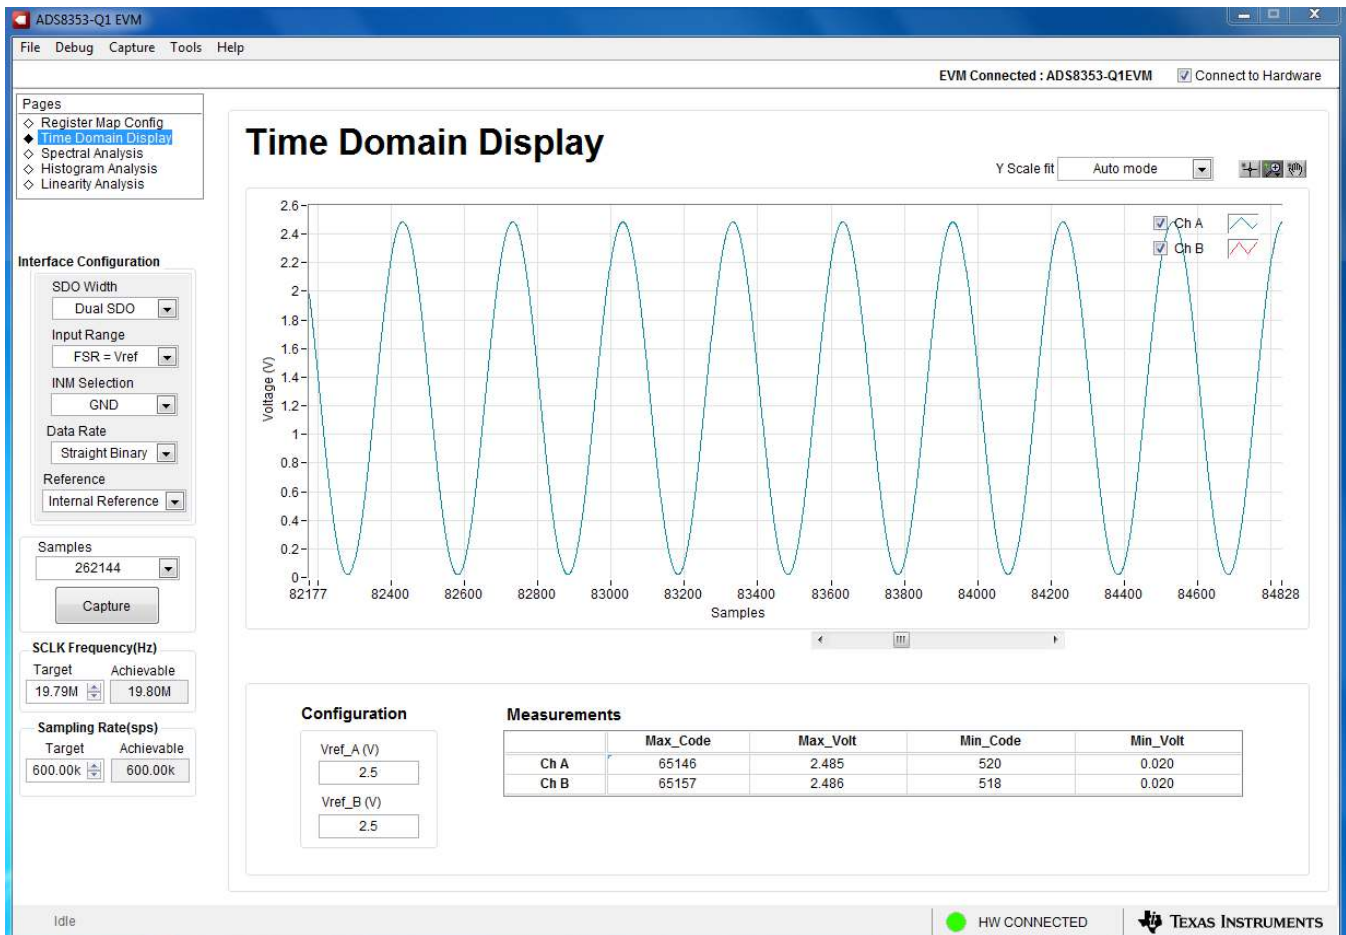 ADS8353-Q1 EVM
File Debug Capture Tools Help
EVM Connected : ADS8353-Q1EVM Connect to Hardware
Pages
Register Map Config
Time Domain Display
Spectral Analysis
Histogram Analysis
Linearity Analysis
Time Domain Display
Y Scale fit Auto mode
Ch A
Ch B
Interface Configuration
SDO Width
Dual SDO
Input Range
FSR = Vref
INM Selection
GND
Data Rate
Straight Binary
Reference
Internal Reference
Samples
262144
Capture
SCLK Frequency(Hz)
Target Achievable
19.79M 19.80M
Sampling Rate(sps)
Target Achievable
600.00k 600.00k
Voltage (V)
2.6
2.4
2.2
2
1.8
1.6
1.4
1.2
1
0.8
0.6
0.4
0.2
0
82177 82400 82600 82800 83000 83200 83400 83600 83800 84000 84200 84400 84600 84828
Samples
Configuration
Vref_A (V)
2.5
Vref_B (V)
2.5
Measurements
Max_Code Max_Volt Min_Code Min_Volt
Ch A 65146 2.485 520 0.020
Ch B 65157 2.486 518 0.020
Idle
HW CONNECTED
TEXAS INSTRUMENTS